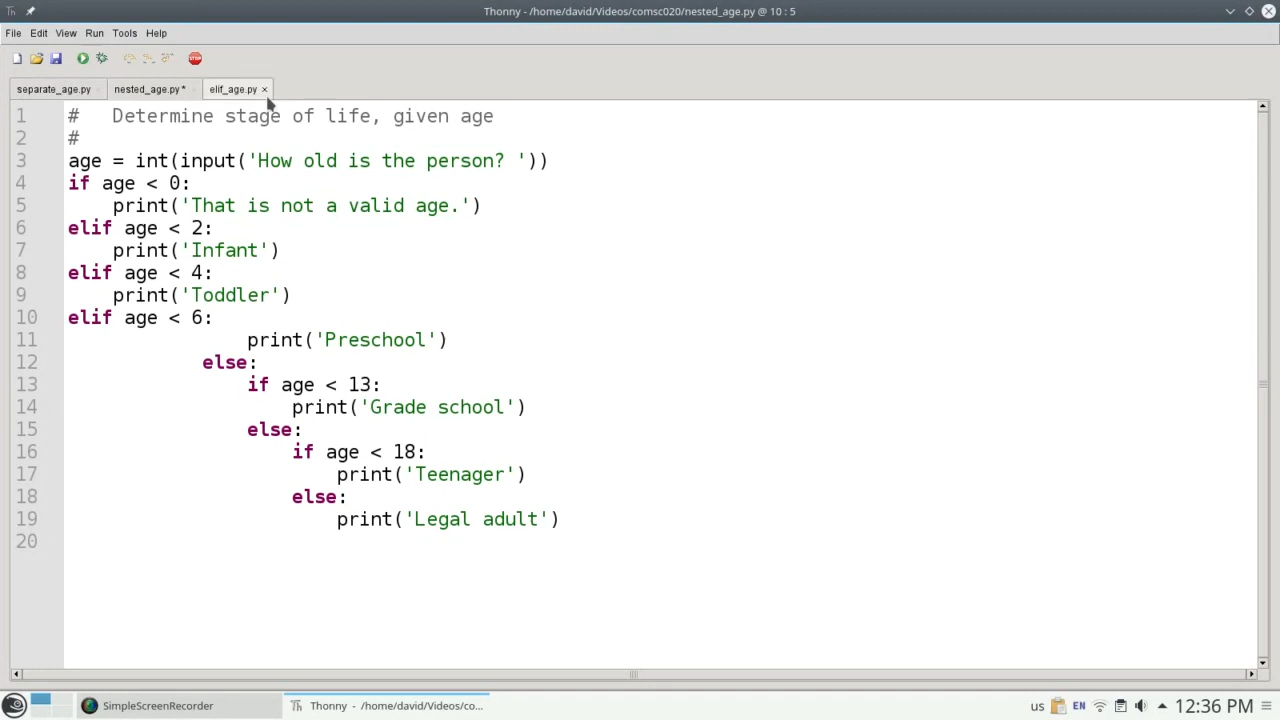 Thonny - /home/david/Videos/comsc020/nested_age.py @ 10 : 5
File Edit View Run Tools Help
STOP
separate_age.py nested_age.py * elif_age.py ×
1 #   Determine stage of life, given age
2 #
3 age = int(input('How old is the person? '))
4 if age < 0:
5     print('That is not a valid age.')
6 elif age < 2:
7     print('Infant')
8 elif age < 4:
9     print('Toddler')
10 elif age < 6:
11                 print('Preschool')
12             else:
13                 if age < 13:
14                     print('Grade school')
15                 else:
16                     if age < 18:
17                         print('Teenager')
18                     else:
19                         print('Legal adult')
20
SimpleScreenRecorder Th Thonny - /home/david/Videos/co... us EN 12:36 PM